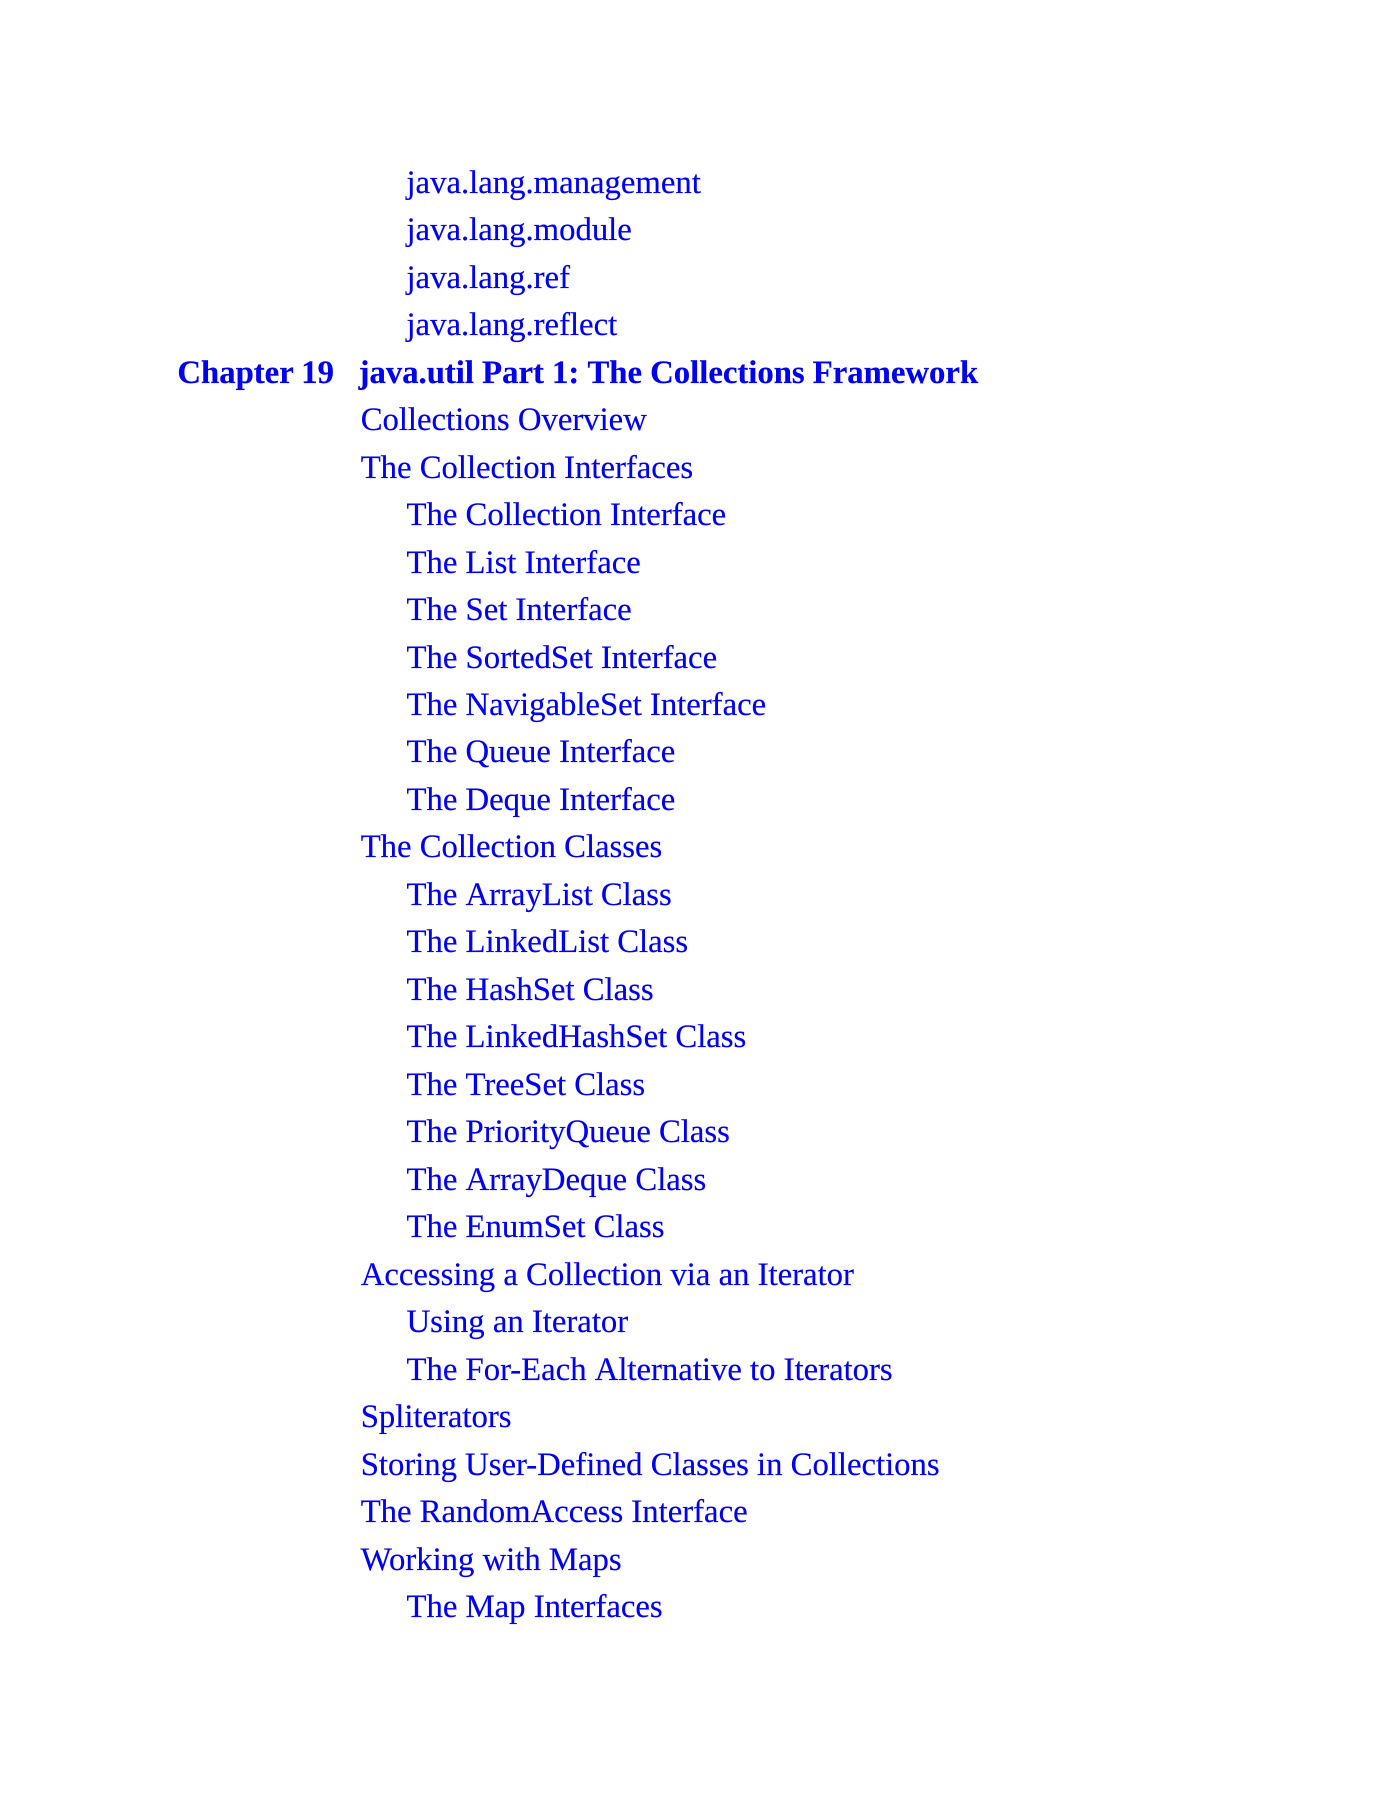 java.lang.management
java.lang.module
java.lang.ref
java.lang.reflect
Chapter 19 java.util Part 1: The Collections Framework
Collections Overview
The Collection Interfaces
The Collection Interface
The List Interface
The Set Interface
The SortedSet Interface
The NavigableSet Interface
The Queue Interface
The Deque Interface
The Collection Classes
The ArrayList Class
The LinkedList Class
The HashSet Class
The LinkedHashSet Class
The TreeSet Class
The PriorityQueue Class
The ArrayDeque Class
The EnumSet Class
Accessing a Collection via an Iterator
Using an Iterator
The For-Each Alternative to Iterators
Spliterators
Storing User-Defined Classes in Collections
The RandomAccess Interface
Working with Maps
The Map Interfaces